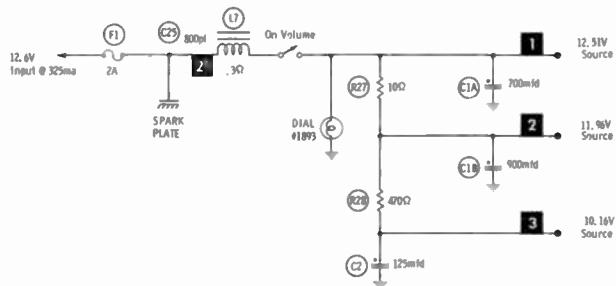 F1
C25
800pf
L7
On Volume
12.6V
Input @ 325ma
2A
2
.3Ω
SPARK
PLATE
DIAL
#1893
R27
10Ω
C1A
700mfd
1
12.51V
Source
2
11.96V
Source
C1B
900mfd
R28
470Ω
3
10.16V
Source
C2
125mfd